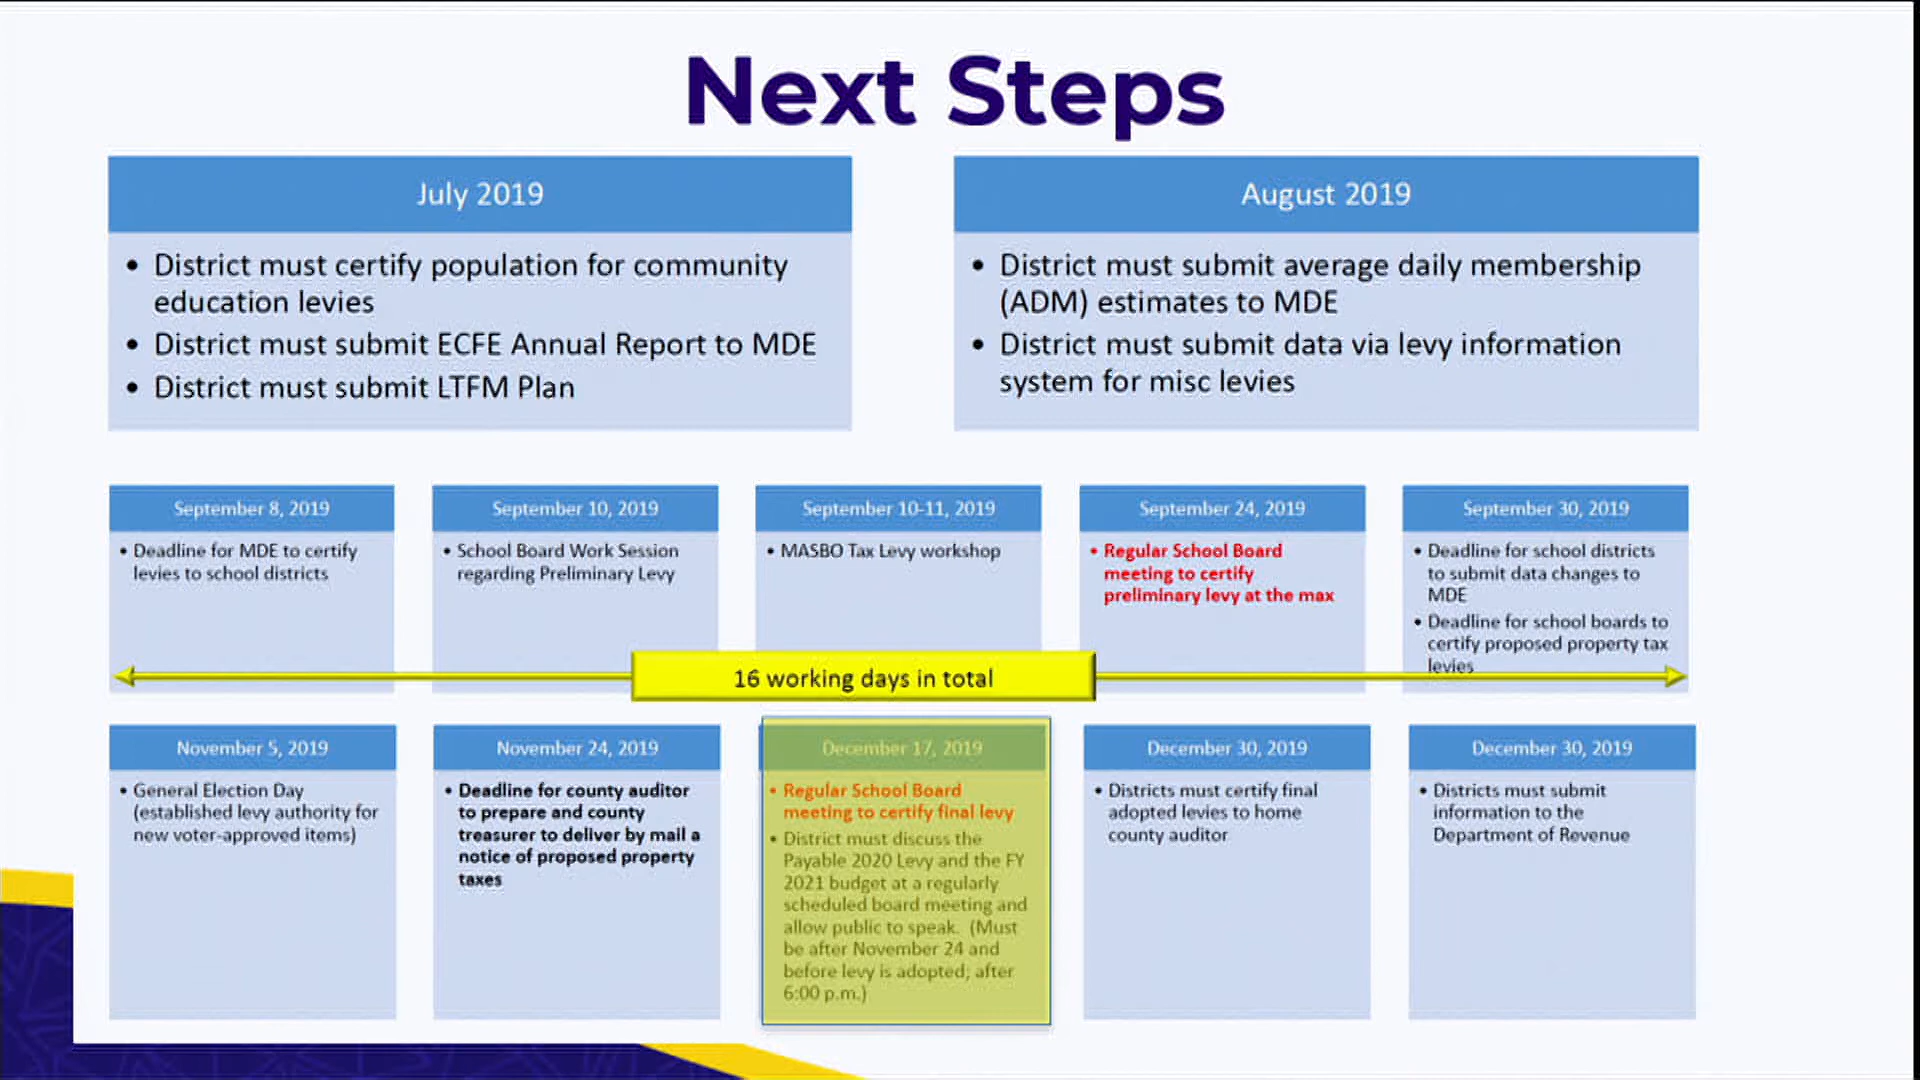 Next Steps
July 2019
• District must certify population for community
education levies
• District must submit ECFE Annual Report to MDE
• District must submit LTFM Plan
August 2019
• District must submit average daily membership
(ADM) estimates to MDE
• District must submit data via levy information
system for misc levies
September 8, 2019
• Deadline for MDE to certify
levies to school districts
September 10, 2019
• School Board Work Session
regarding Preliminary Levy
September 10-11, 2019
• MASBO Tax Levy workshop
September 24, 2019
• Regular School Board
meeting to certify
preliminary levy at the max
September 30, 2019
• Deadline for school districts
to submit data changes to
MDE
• Deadline for school boards to
certify proposed property tax
levies
16 working days in total
November 5, 2019
• General Election Day
(established levy authority for
new voter-approved items)
November 24, 2019
• Deadline for county auditor
to prepare and county
treasurer to deliver by mail a
notice of proposed property
taxes
December 17, 2019
• Regular School Board
meeting to certify final levy
• District must discuss the
Payable 2020 Levy and the FY
2021 budget at a regularly
scheduled board meeting and
allow public to speak. (Must
be after November 24 and
before levy is adopted; after
6:00 p.m.)
December 30, 2019
• Districts must certify final
adopted levies to home
county auditor
December 30, 2019
• Districts must submit
information to the
Department of Revenue